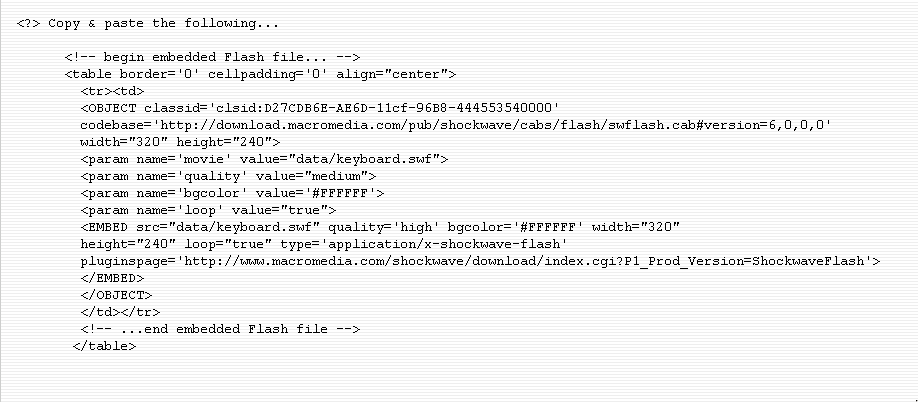 <?> Copy & paste the following...
<!-- begin embedded Flash file... -->
<table border='0' cellpadding='0' align="center">
<tr><td>
<OBJECT classid='clsid:D27CDB6E-AE6D-11cf-96B8-444553540000'
codebase='http://download.macromedia.com/pub/shockwave/cabs/flash/swflash.cab#version=6,0,0,0'
width="320" height="240">
<param name='movie' value="data/keyboard.swf">
<param name='quality' value="medium">
<param name='bgcolor' value='#FFFFFF'>
<param name='loop' value="true">
<EMBED src="data/keyboard.swf" quality='high' bgcolor='#FFFFFF' width="320"
height="240" loop="true" type='application/x-shockwave-flash'
pluginspage='http://www.macromedia.com/shockwave/download/index.cgi?P1_Prod_Version=ShockwaveFlash'>
</EMBED>
</OBJECT>
</td></tr>
<!-- ...end embedded Flash file -->
</table>